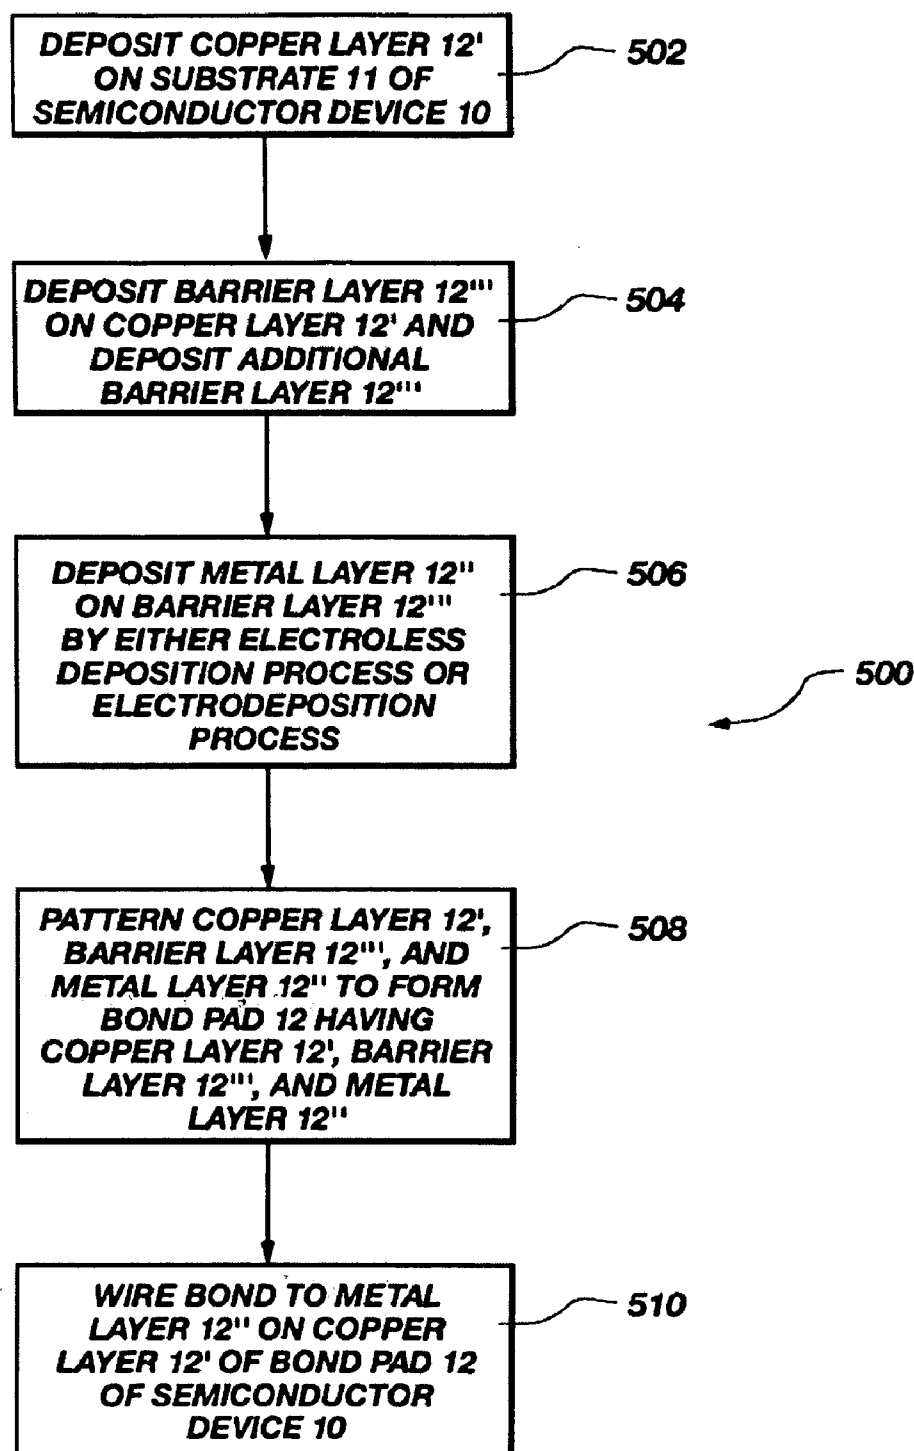 DEPOSIT COPPER LAYER 12'
ON SUBSTRATE 11 OF
SEMICONDUCTOR DEVICE 10
502
DEPOSIT BARRIER LAYER 12'''
ON COPPER LAYER 12' AND
DEPOSIT ADDITIONAL
BARRIER LAYER 12'''
504
DEPOSIT METAL LAYER 12''
ON BARRIER LAYER 12'''
BY EITHER ELECTROLESS
DEPOSITION PROCESS OR
ELECTRODEPOSITION
PROCESS
506
500
PATTERN COPPER LAYER 12',
BARRIER LAYER 12''', AND
METAL LAYER 12'' TO FORM
BOND PAD 12 HAVING
COPPER LAYER 12', BARRIER
LAYER 12''', AND METAL
LAYER 12''
508
WIRE BOND TO METAL
LAYER 12'' ON COPPER
LAYER 12' OF BOND PAD 12
OF SEMICONDUCTOR
DEVICE 10
510